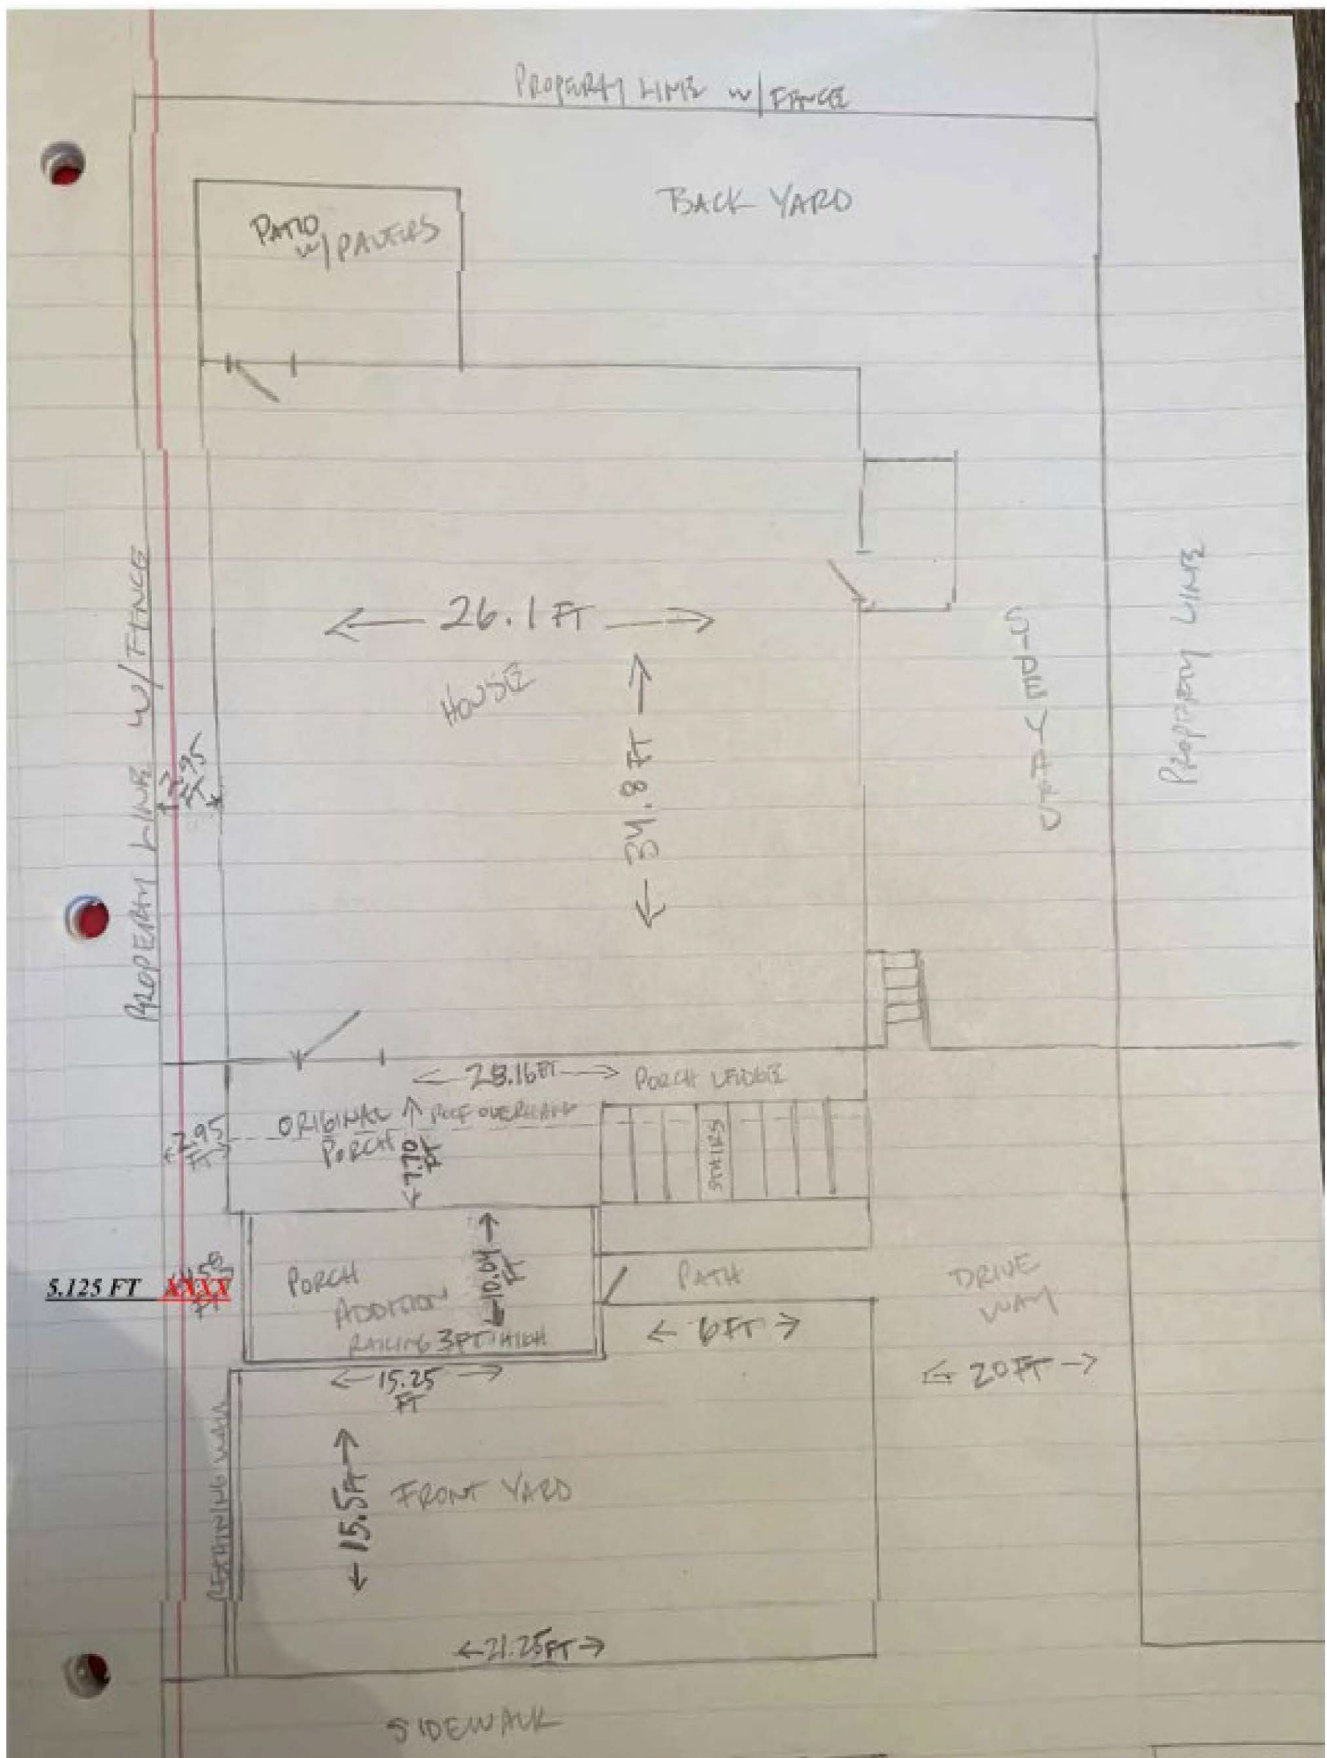 PROPERTY LINE W/ FENCE
BACK YARD
PATIO
W/ PAVERS
PROPERTY LINE W/ FENCE
26.1 FT
HOUSE
34.8 FT
2.95
SIDE YARD
PROPERTY LINE
28.16 FT
PORCH LEDGE
ORIGINAL
PORCH
ROOF OVERHANG
7.70
FT
2.95
FT
STAIRS
5.125 FT XXXX
FT
PORCH
ADDITION
RAILING 3 FT HIGH
10.04
FT
PATH
6 FT
DRIVE
WAY
20 FT
15.25
FT
RETAINING WALL
15.5 FT
FRONT YARD
21.25 FT
SIDEWALK